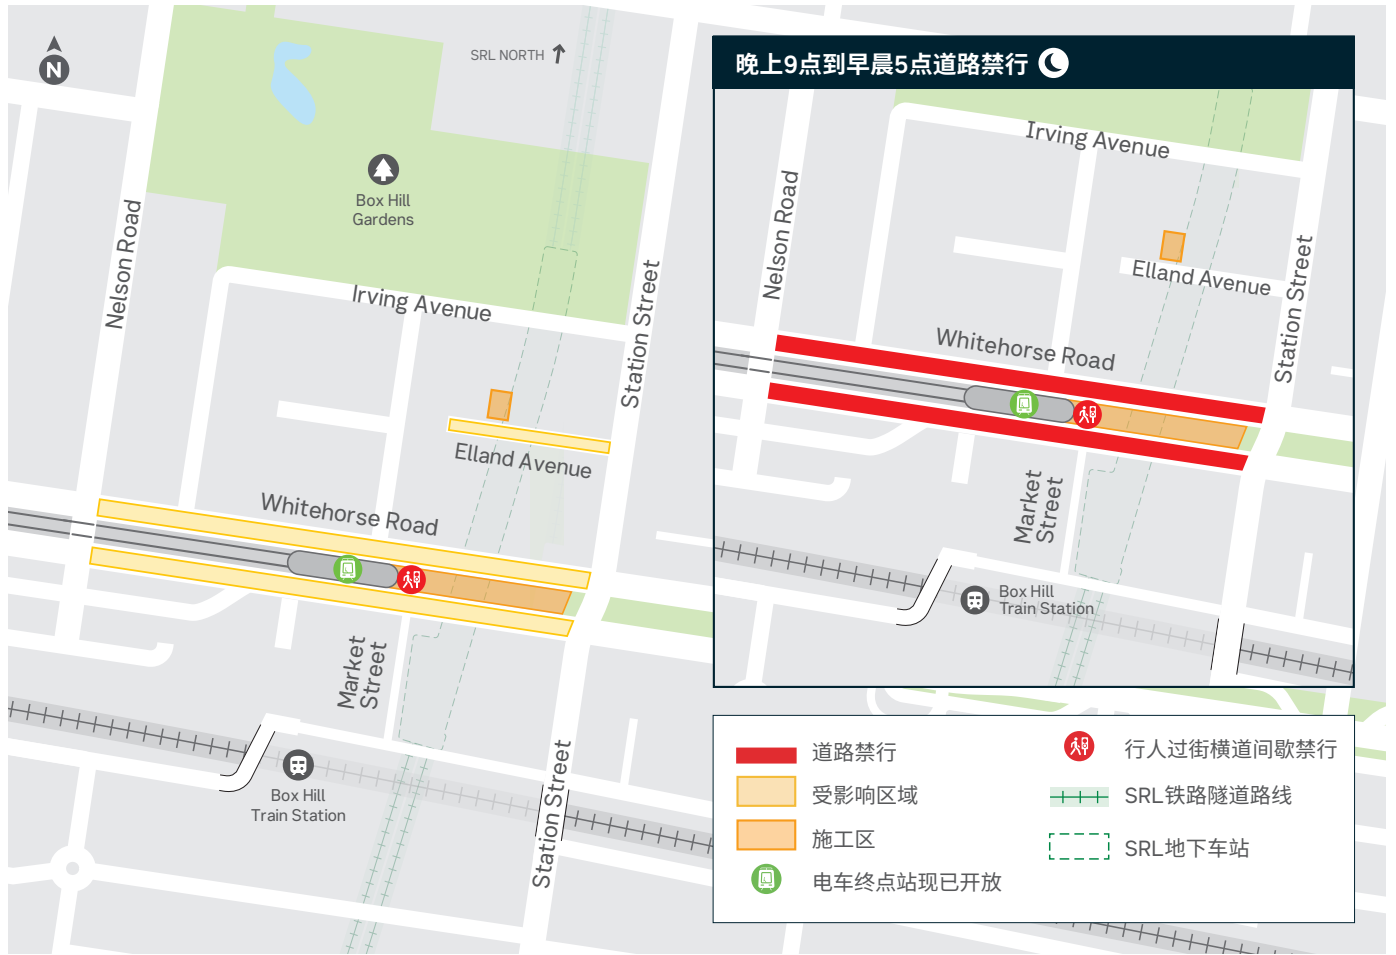 N
SRL NORTH
Box Hill
Gardens
Nelson Road
Irving Avenue
Station Street
Elland Avenue
Whitehorse Road
Market
Street
Box Hill
Train Station
Station Street
晚上9点到早晨5点道路禁行
Irving Avenue
Nelson Road
Elland Avenue
Station Street
Whitehorse Road
Market
Street
Box Hill
Train Station
道路禁行
受影响区域
施工区
电车终点站现已开放
行人过街横道间歇禁行
SRL铁路隧道路线
SRL地下车站